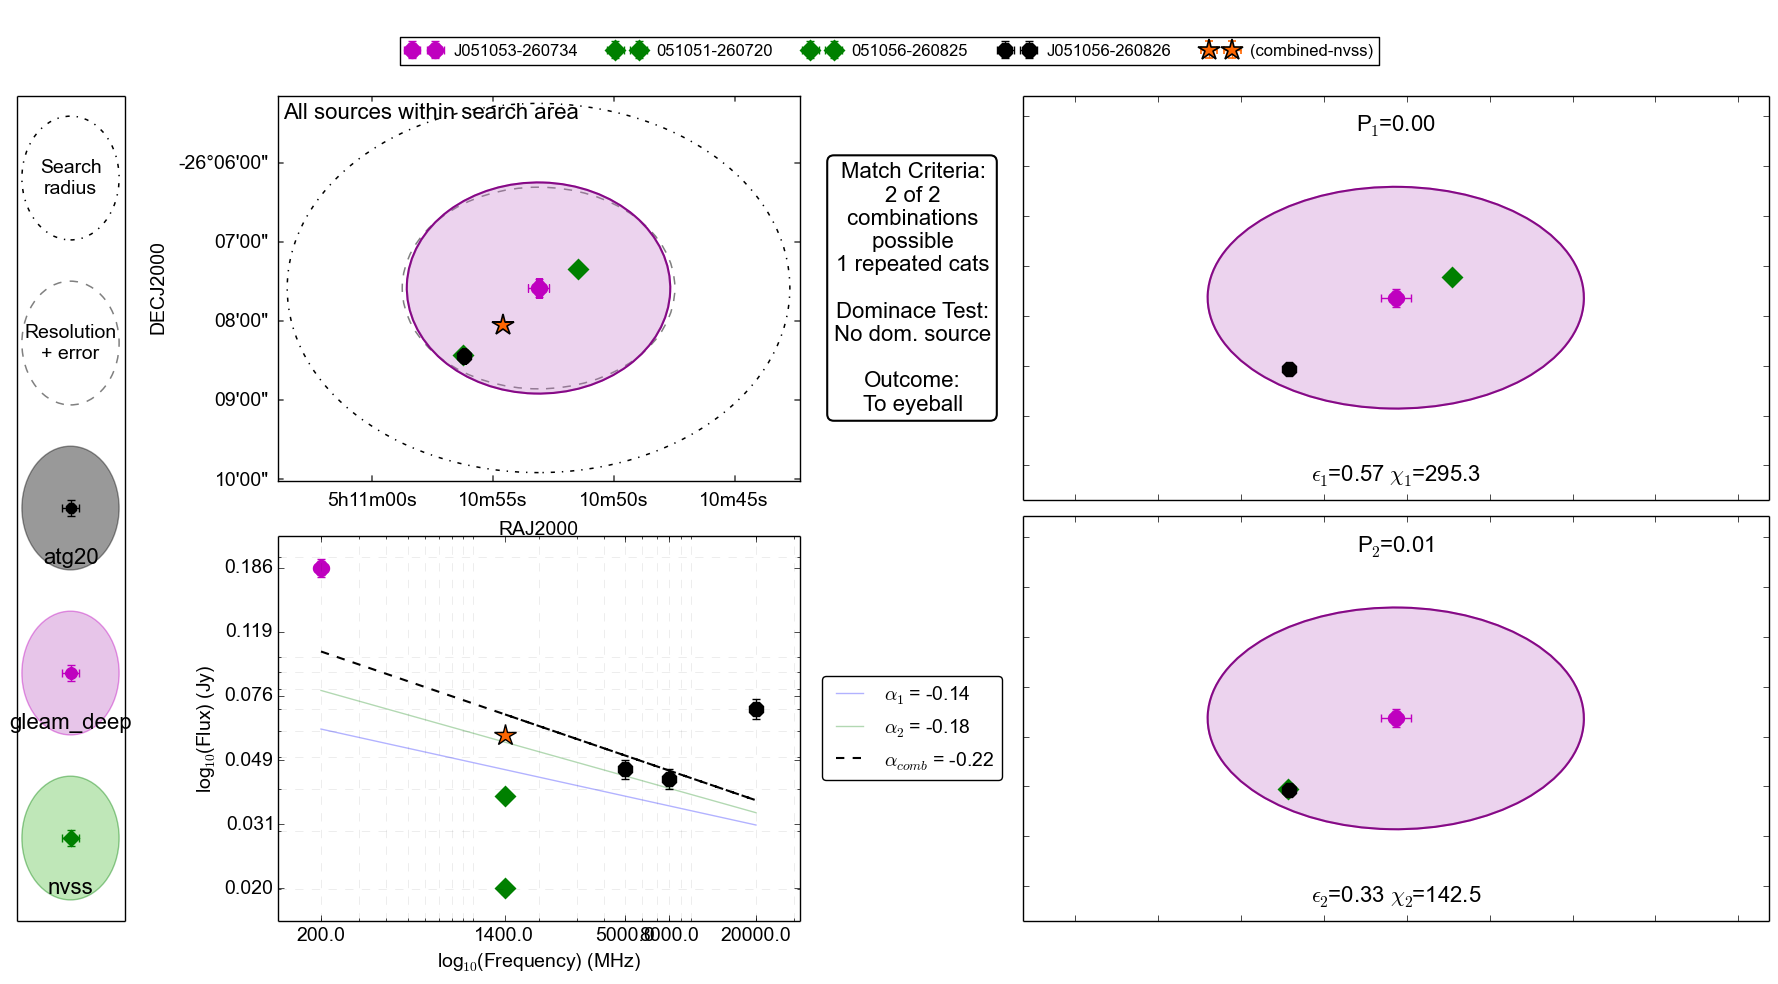 J051053-260734 051051-260720 051056-260825 J051056-260826 (combined-nvss)
Search
radius
Resolution
+ error
atg20
gleam_deep
nvss
All sources within search area
DECJ2000
-26°06'00"
07'00"
08'00"
09'00"
10'00"
5h11m00s 10m55s 10m50s 10m45s
RAJ2000
Match Criteria:
2 of 2
combinations
possible
1 repeated cats
Dominace Test:
No dom. source
Outcome:
To eyeball
P1=0.00
ϵ1=0.57 χ1=295.3
log10(Flux) (Jy)
0.186
0.119
0.076
0.049
0.031
0.020
200.0 1400.0 5000.0 8000.0 20000.0
log10(Frequency) (MHz)
α1 = -0.14
α2 = -0.18
αcomb = -0.22
P2=0.01
ϵ2=0.33 χ2=142.5